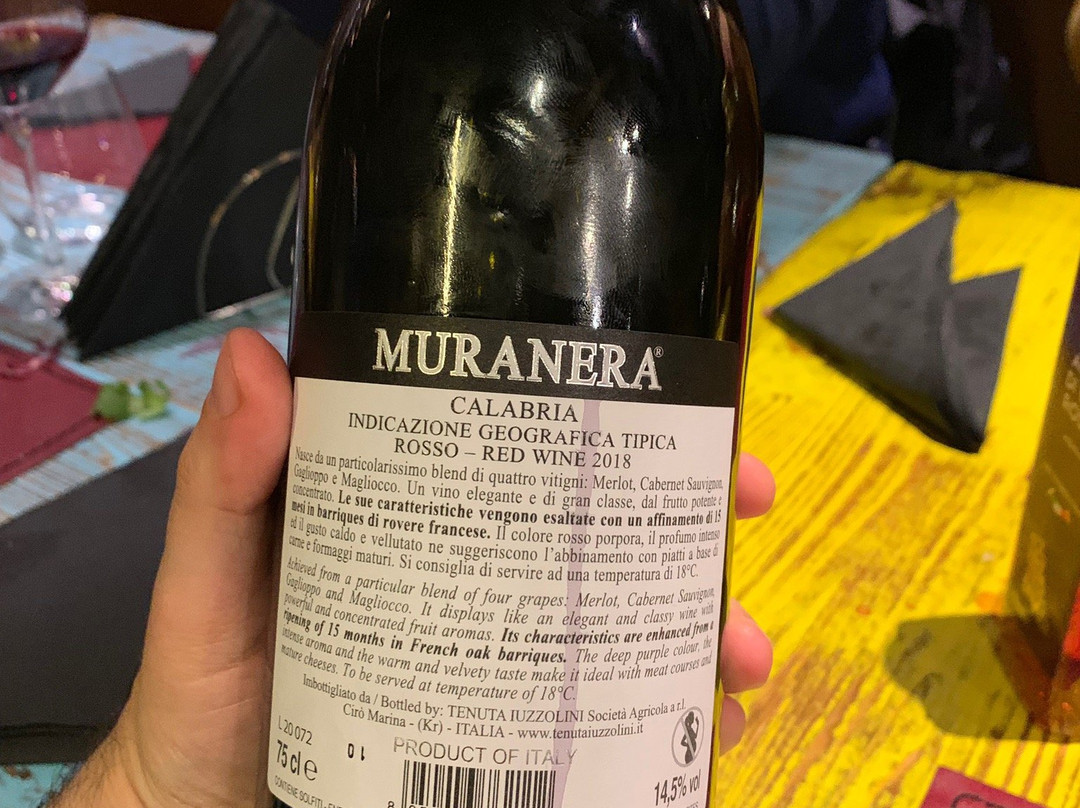 MURANERA®
CALABRIA
INDICAZIONE GEOGRAFICA TIPICA
ROSSO – RED WINE 2018
Nasce da un particolarissimo blend di quattro vitigni: Merlot, Cabernet Sauvignon,
Gaglioppo e Magliocco. Un vino elegante e di gran classe, dal frutto potente e
concentrato. Le sue caratteristiche vengono esaltate con un affinamento di 15
mesi in barriques di rovere francese. Il colore rosso porpora, il profumo intenso
ed il gusto caldo e vellutato ne suggeriscono l'abbinamento con piatti a base di
carne e formaggi maturi. Si consiglia di servire ad una temperatura di 18°C.
Achieved from a particular blend of four grapes: Merlot, Cabernet Sauvignon,
Gaglioppo and Magliocco. It displays like an elegant and classy wine with
powerful and concentrated fruit aromas. Its characteristics are enhanced from a
ripening of 15 months in French oak barriques. The deep purple colour, the
intense aroma and the warm and velvety taste make it ideal with meat courses and
mature cheeses. To be served at temperature of 18°C.
Imbottigliato da / Bottled by: TENUTA IUZZOLINI Società Agricola a r.l.
Cirò Marina - (Kr) - ITALIA - www.tenutaiuzzolini.it
L 20 072
01
PRODUCT OF ITALY
75 cl e
14,5% vol
CONTIENE SOLFITI
8